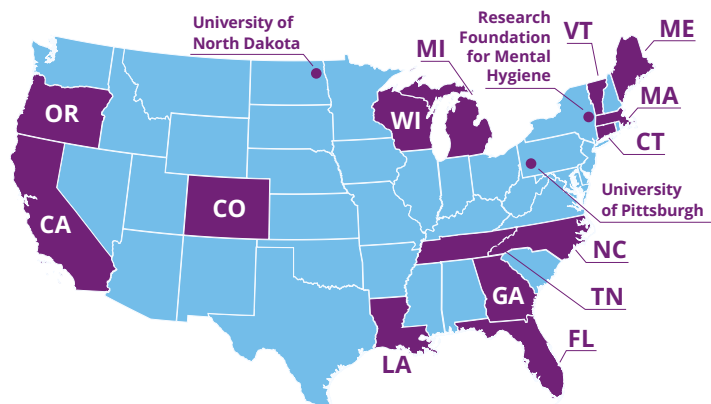 University of
North Dakota
MI
Research
Foundation
for Mental
Hygiene
VT
ME
OR
WI
MA
CT
University
of Pittsburgh
CA
CO
NC
GA
TN
FL
LA